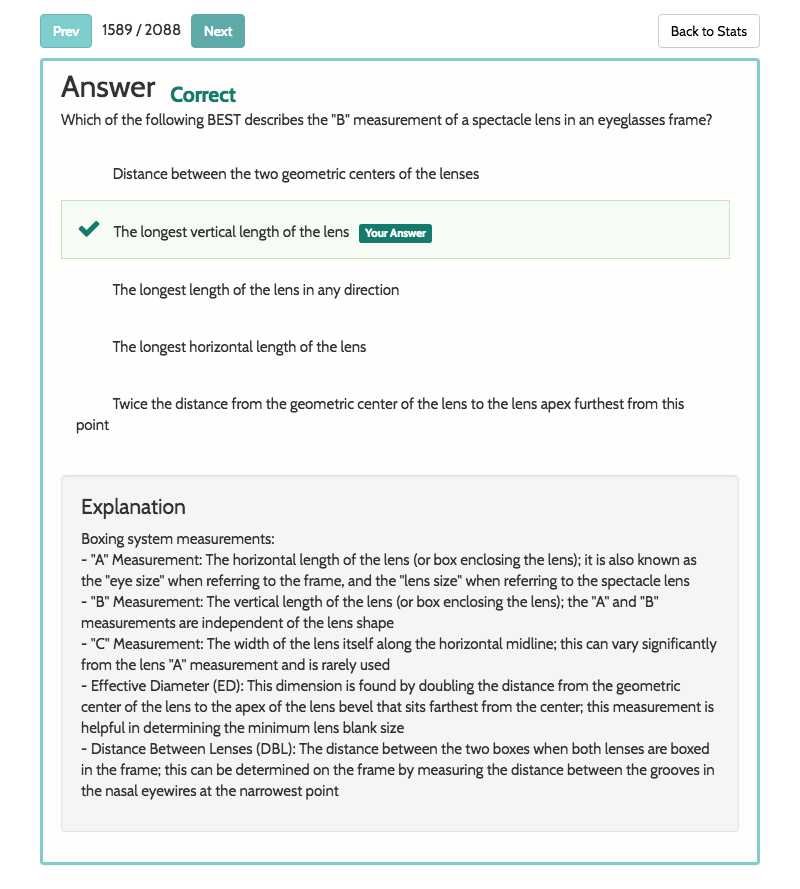 Prev 1589 / 2088 Next Back to Stats
Answer Correct
Which of the following BEST describes the "B" measurement of a spectacle lens in an eyeglasses frame?
Distance between the two geometric centers of the lenses
The longest vertical length of the lens Your Answer
The longest length of the lens in any direction
The longest horizontal length of the lens
Twice the distance from the geometric center of the lens to the lens apex furthest from this
point
Explanation
Boxing system measurements:
- "A" Measurement: The horizontal length of the lens (or box enclosing the lens); it is also known as
the "eye size" when referring to the frame, and the "lens size" when referring to the spectacle lens
- "B" Measurement: The vertical length of the lens (or box enclosing the lens); the "A" and "B"
measurements are independent of the lens shape
- "C" Measurement: The width of the lens itself along the horizontal midline; this can vary significantly
from the lens "A" measurement and is rarely used
- Effective Diameter (ED): This dimension is found by doubling the distance from the geometric
center of the lens to the apex of the lens bevel that sits farthest from the center; this measurement is
helpful in determining the minimum lens blank size
- Distance Between Lenses (DBL): The distance between the two boxes when both lenses are boxed
in the frame; this can be determined on the frame by measuring the distance between the grooves in
the nasal eyewires at the narrowest point